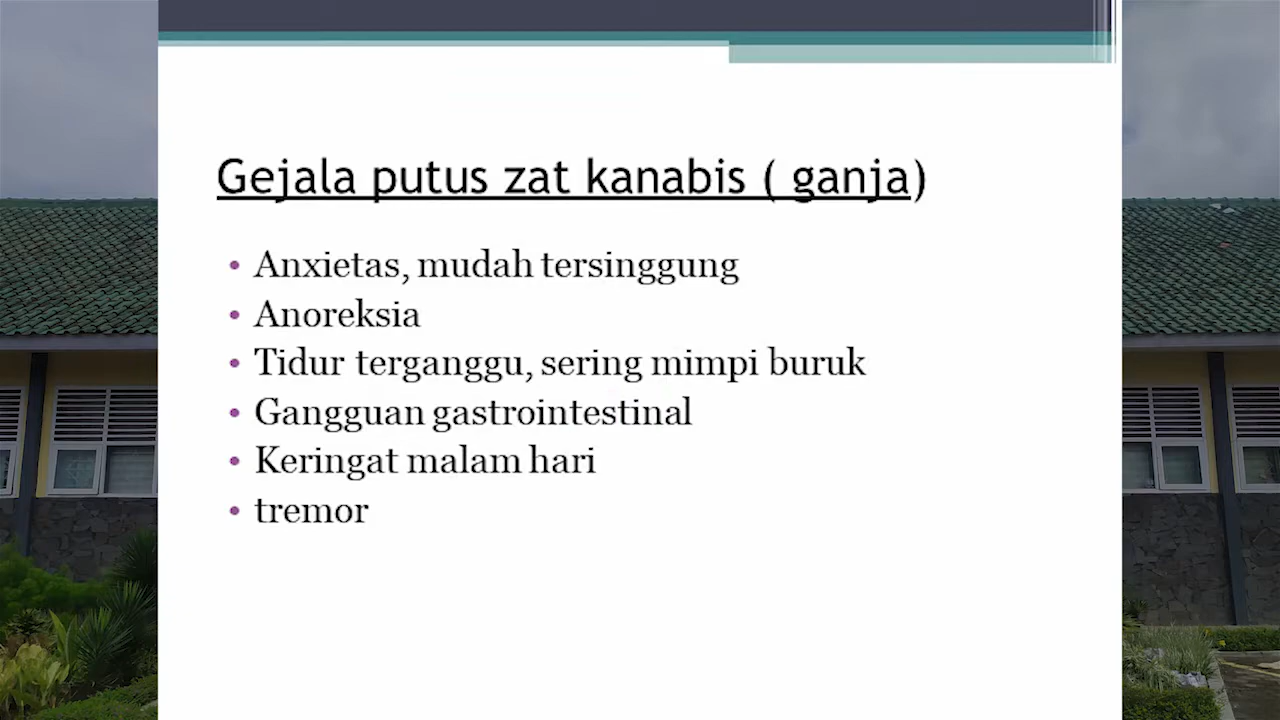 Gejala putus zat kanabis ( ganja)
• Anxietas, mudah tersinggung
• Anoreksia
• Tidur terganggu, sering mimpi buruk
• Gangguan gastrointestinal
• Keringat malam hari
• tremor